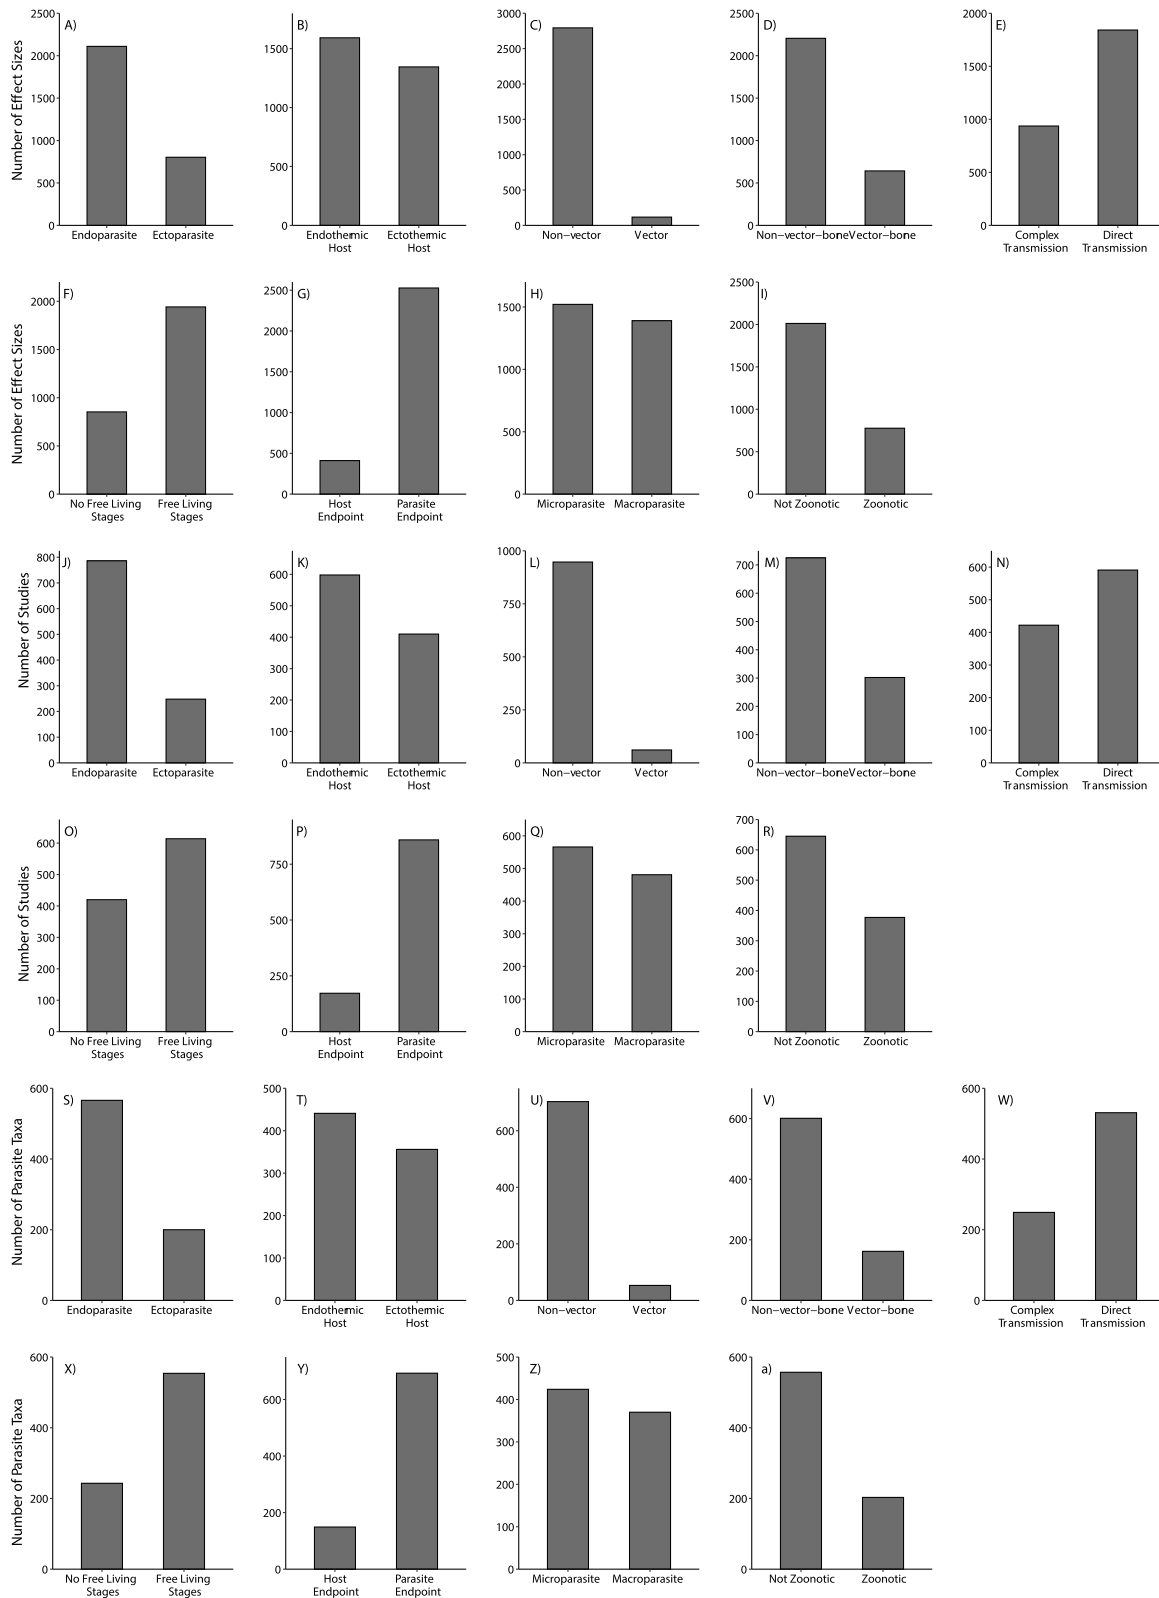 A)
Number of Effect Sizes
2500
2000
1500
1000
500
0
Endoparasite Ectoparasite
B)
1500
1000
500
0
Endothermic Ectothermic
Host Host
C)
3000
2500
2000
1500
1000
500
0
Non-vector Vector
D)
2500
2000
1500
1000
500
0
Non-vector-bone Vector-bone
E)
2000
1500
1000
500
0
Complex Direct
Transmission Transmission
F)
Number of Effect Sizes
2000
1500
1000
500
0
No Free Living Free Living
Stages Stages
G)
2500
2000
1500
1000
500
0
Host Parasite
Endpoint Endpoint
H)
1500
1000
500
0
Microparasite Macroparasite
I)
2500
2000
1500
1000
500
0
Not Zoonotic Zoonotic
J)
Number of Studies
800
700
600
500
400
300
200
100
0
Endoparasite Ectoparasite
K)
600
500
400
300
200
100
0
Endothermic Ectothermic
Host Host
L)
1000
750
500
250
0
Non-vector Vector
M)
700
600
500
400
300
200
100
0
Non-vector-bone Vector-bone
N)
600
500
400
300
200
100
0
Complex Direct
Transmission Transmission
O)
Number of Studies
600
500
400
300
200
100
0
No Free Living Free Living
Stages Stages
P)
750
500
250
0
Host Parasite
Endpoint Endpoint
Q)
600
500
400
300
200
100
0
Microparasite Macroparasite
R)
700
600
500
400
300
200
100
0
Not Zoonotic Zoonotic
S)
Number of Parasite Taxa
600
400
200
0
Endoparasite Ectoparasite
T)
500
400
300
200
100
0
Endothermic Ectothermic
Host Host
U)
600
400
200
0
Non-vector Vector
V)
600
400
200
0
Non-vector-bone Vector-bone
W)
600
400
200
0
Complex Direct
Transmission Transmission
X)
Number of Parasite Taxa
600
400
200
0
No Free Living Free Living
Stages Stages
Y)
600
400
200
0
Host Parasite
Endpoint Endpoint
Z)
500
400
300
200
100
0
Microparasite Macroparasite
a)
600
400
200
0
Not Zoonotic Zoonotic